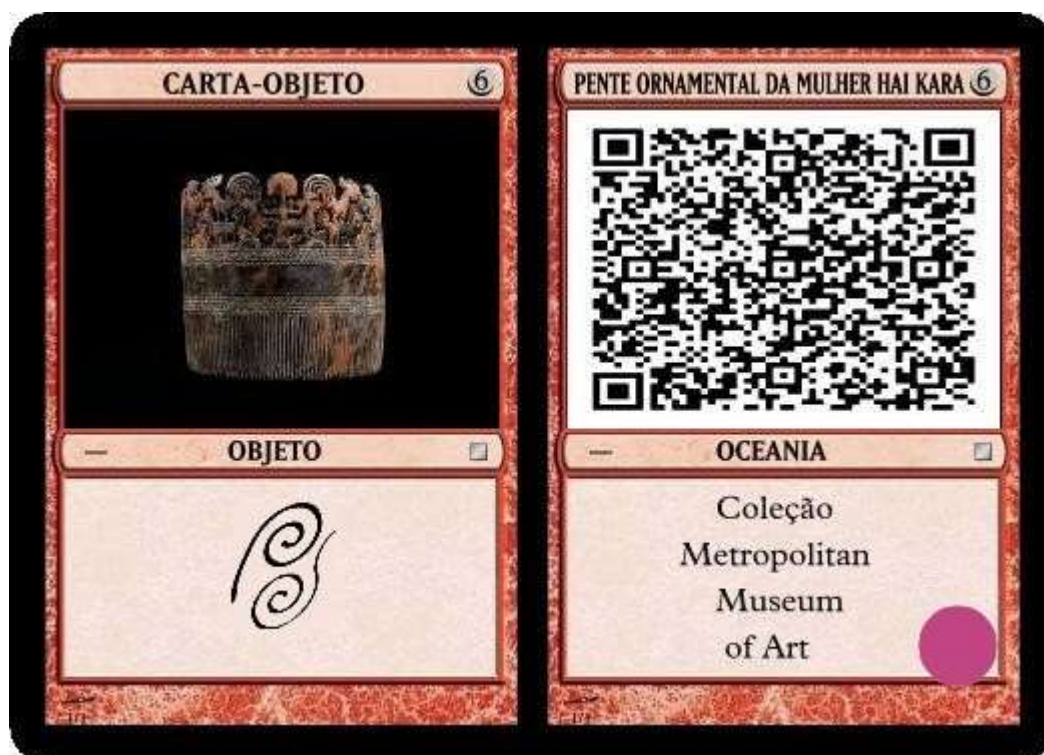 CARTA-OBJETO 6
OBJETO
PENTE ORNAMENTAL DA MULHER HAI KARA 6
OCEANIA
Coleção
Metropolitan
Museum
of Art